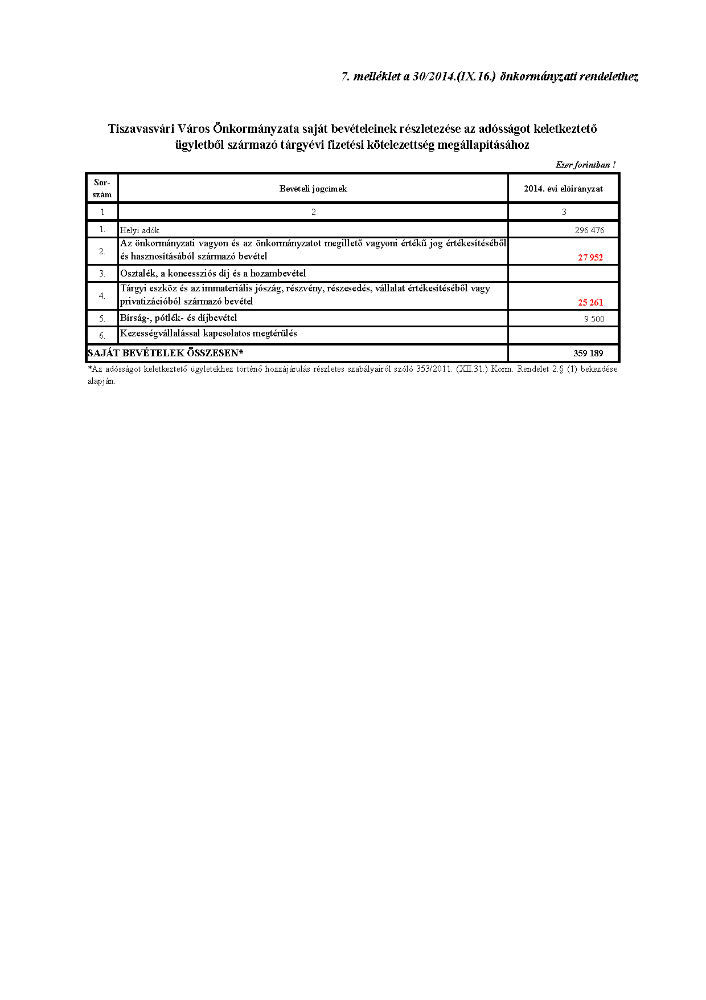 7. melléklet a 30/2014.(IX.16.) önkormányzati rendelethez
Tiszavasvári Város Önkormányzata saját bevételeinek részletezése az adósságot keletkeztető
ügyletből származó tárgyévi fizetési kötelezettség megállapításához
Ezer forintban !
Sor-
szám
Bevételi jogcímek
2014. évi előirányzat
1 2 3
1. Helyi adók 296 476
2. Az önkormányzati vagyon és az önkormányzatot megillető vagyoni értékű jog értékesítéséből
és hasznosításából származó bevétel 27 952
3. Osztalék, a koncessziós díj és a hozambevétel
4. Tárgyi eszköz és az immateriális jószág, részvény, részesedés, vállalat értékesítéséből vagy
privatizációból származó bevétel 25 261
5. Bírság-, pótlék- és díjbevétel 9 500
6. Kezességvállalással kapcsolatos megtérülés
SAJÁT BEVÉTELEK ÖSSZESEN* 359 189
*Az adósságot keletkeztető ügyletekhez történő hozzájárulás részletes szabályairól szóló 353/2011. (XII.31.) Korm. Rendelet 2.§ (1) bekezdése
alapján.